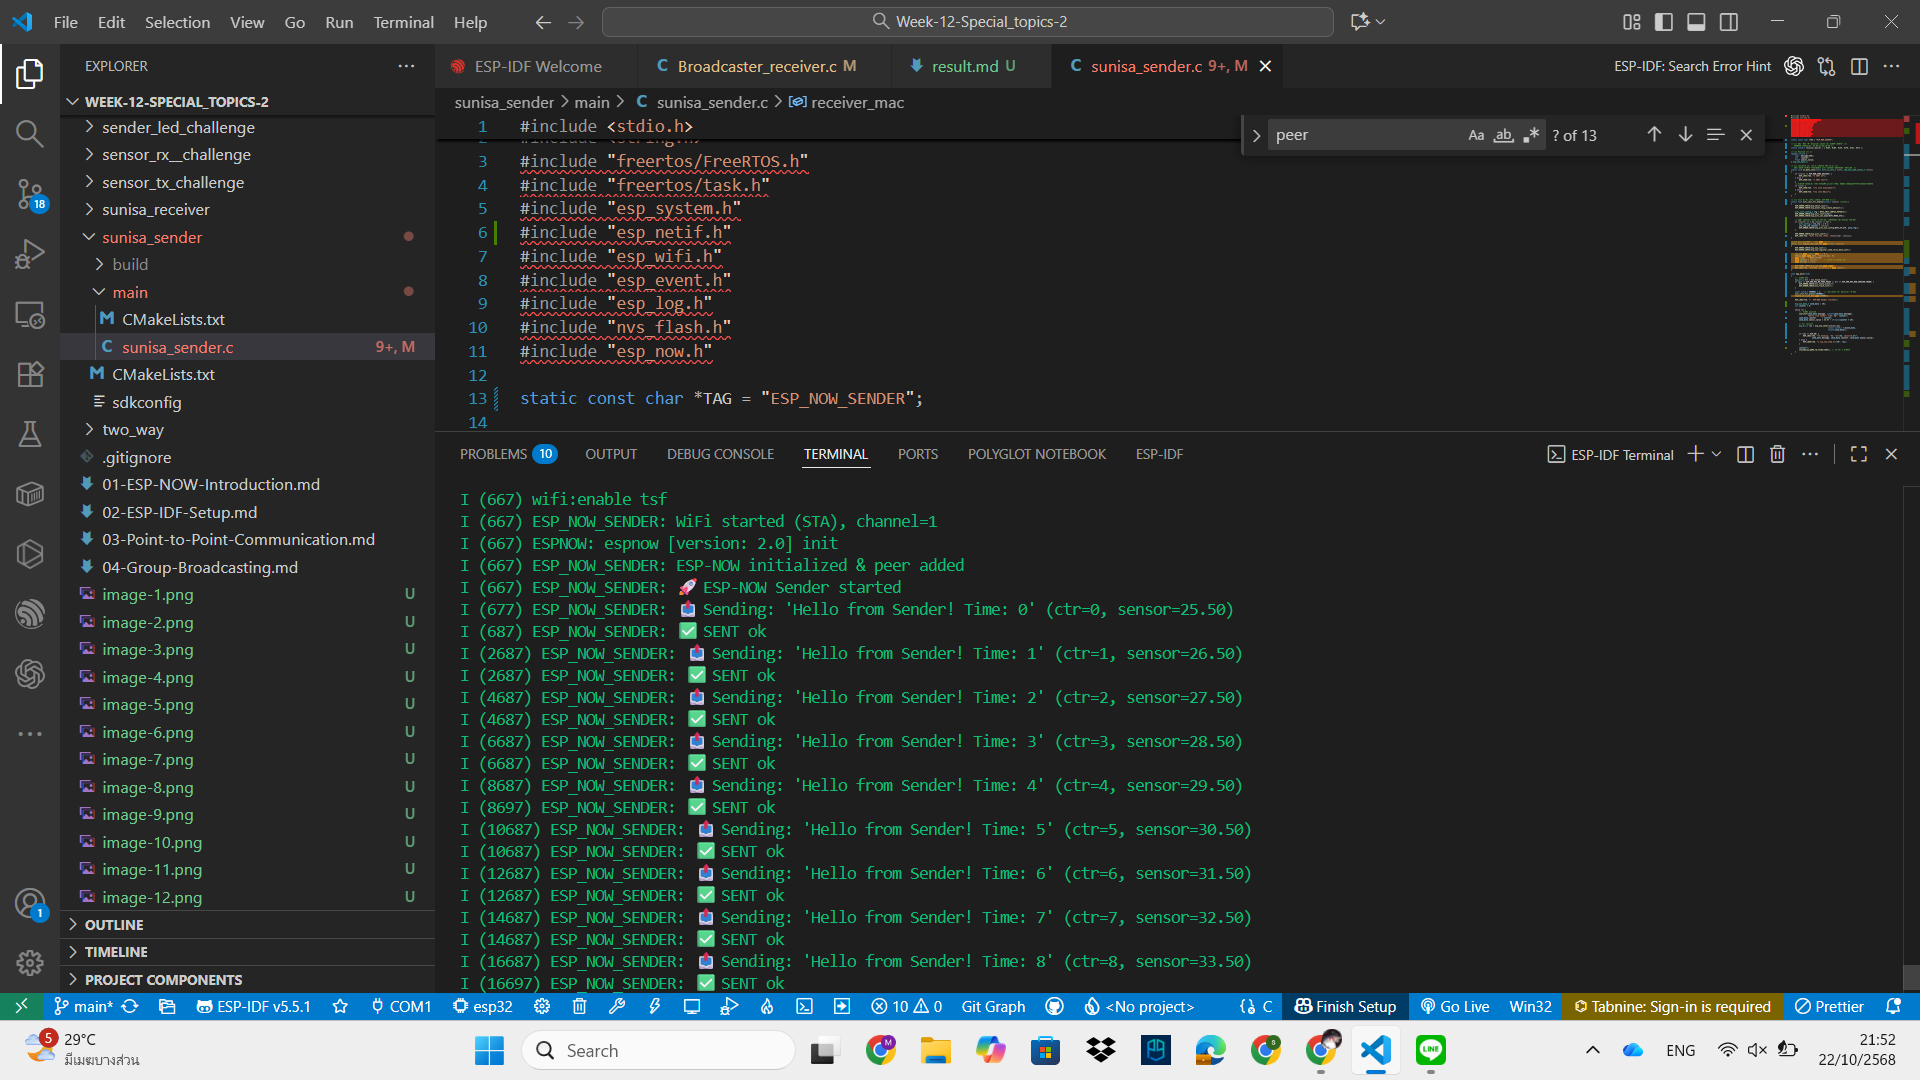 File Edit Selection View Go Run Terminal Help
Week-12-Special_topics-2
EXPLORER
WEEK-12-SPECIAL_TOPICS-2
sender_led_challenge
sensor_rx__challenge
sensor_tx_challenge
sunisa_receiver
sunisa_sender
build
main
CMakeLists.txt
sunisa_sender.c 9+, M
CMakeLists.txt
sdkconfig
two_way
.gitignore
01-ESP-NOW-Introduction.md
02-ESP-IDF-Setup.md
03-Point-to-Point-Communication.md
04-Group-Broadcasting.md
image-1.png U
image-2.png U
image-3.png U
image-4.png U
image-5.png U
image-6.png U
image-7.png U
image-8.png U
image-9.png U
image-10.png U
image-11.png U
image-12.png U
OUTLINE
TIMELINE
PROJECT COMPONENTS
18
1
ESP-IDF Welcome
C Broadcaster_receiver.c M
result.md U
C sunisa_sender.c 9+, M
ESP-IDF: Search Error Hint
sunisa_sender > main > C sunisa_sender.c > receiver_mac
peer Aa ab ? of 13
1 #include <stdio.h>
3 #include "freertos/FreeRTOS.h"
4 #include "freertos/task.h"
5 #include "esp_system.h"
6 #include "esp_netif.h"
7 #include "esp_wifi.h"
8 #include "esp_event.h"
9 #include "esp_log.h"
10 #include "nvs_flash.h"
11 #include "esp_now.h"
12
13 static const char *TAG = "ESP_NOW_SENDER";
14
PROBLEMS 10 OUTPUT DEBUG CONSOLE TERMINAL PORTS POLYGLOT NOTEBOOK ESP-IDF
ESP-IDF Terminal
I (667) wifi:enable tsf
I (667) ESP_NOW_SENDER: WiFi started (STA), channel=1
I (667) ESPNOW: espnow [version: 2.0] init
I (667) ESP_NOW_SENDER: ESP-NOW initialized & peer added
I (667) ESP_NOW_SENDER: 🚀 ESP-NOW Sender started
I (677) ESP_NOW_SENDER: 📤 Sending: 'Hello from Sender! Time: 0' (ctr=0, sensor=25.50)
I (687) ESP_NOW_SENDER: ✅ SENT ok
I (2687) ESP_NOW_SENDER: 📤 Sending: 'Hello from Sender! Time: 1' (ctr=1, sensor=26.50)
I (2687) ESP_NOW_SENDER: ✅ SENT ok
I (4687) ESP_NOW_SENDER: 📤 Sending: 'Hello from Sender! Time: 2' (ctr=2, sensor=27.50)
I (4687) ESP_NOW_SENDER: ✅ SENT ok
I (6687) ESP_NOW_SENDER: 📤 Sending: 'Hello from Sender! Time: 3' (ctr=3, sensor=28.50)
I (6687) ESP_NOW_SENDER: ✅ SENT ok
I (8687) ESP_NOW_SENDER: 📤 Sending: 'Hello from Sender! Time: 4' (ctr=4, sensor=29.50)
I (8697) ESP_NOW_SENDER: ✅ SENT ok
I (10687) ESP_NOW_SENDER: 📤 Sending: 'Hello from Sender! Time: 5' (ctr=5, sensor=30.50)
I (10687) ESP_NOW_SENDER: ✅ SENT ok
I (12687) ESP_NOW_SENDER: 📤 Sending: 'Hello from Sender! Time: 6' (ctr=6, sensor=31.50)
I (12687) ESP_NOW_SENDER: ✅ SENT ok
I (14687) ESP_NOW_SENDER: 📤 Sending: 'Hello from Sender! Time: 7' (ctr=7, sensor=32.50)
I (14687) ESP_NOW_SENDER: ✅ SENT ok
I (16687) ESP_NOW_SENDER: 📤 Sending: 'Hello from Sender! Time: 8' (ctr=8, sensor=33.50)
I (16697) ESP_NOW_SENDER: ✅ SENT ok
main* ESP-IDF v5.5.1 COM1 esp32 10 0 Git Graph <No project> {} C Finish Setup Go Live Win32 Tabnine: Sign-in is required Prettier
5 29°C
มีเมฆบางส่วน
Search
ENG
21:52
22/10/2568